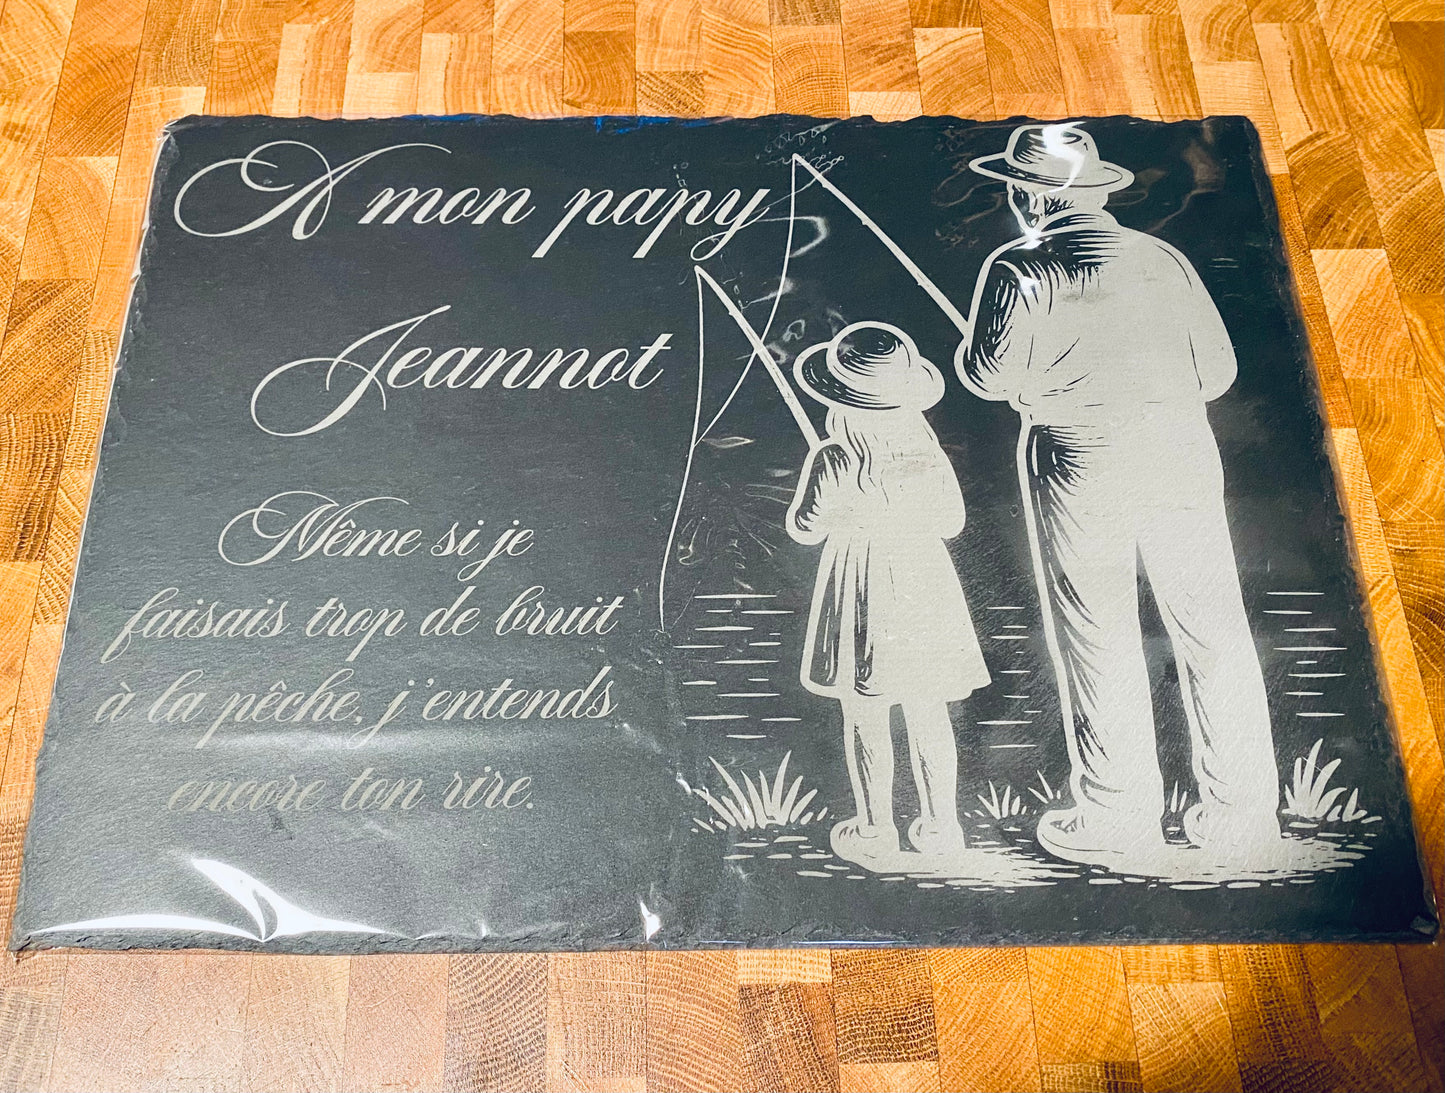 A mon papy
Jeannot
Même si je
faisais trop de bruit
à la pêche, j'entends
encore ton rire.